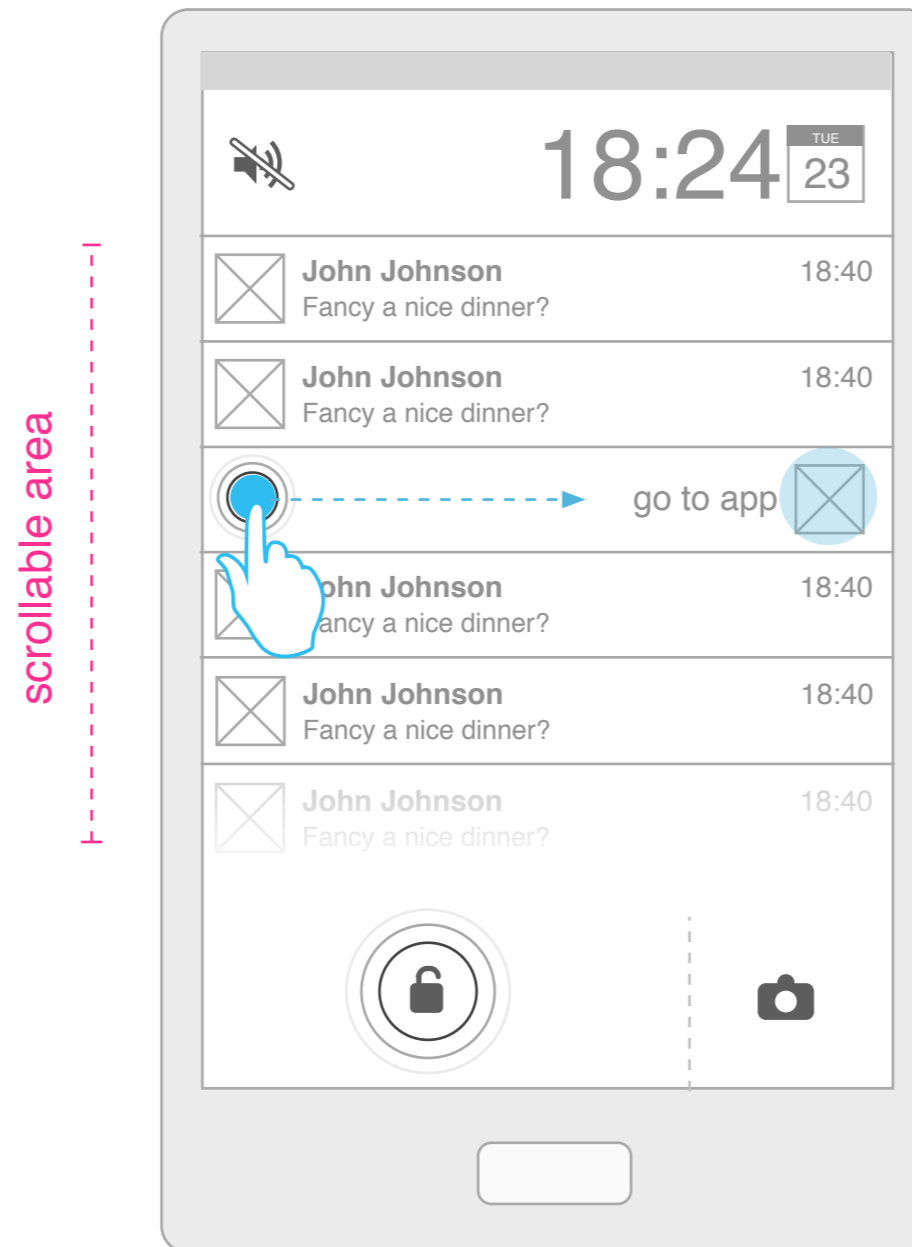 TUE
18:24
23
John Johnson 18:40
Fancy a nice dinner?
John Johnson 18:40
Fancy a nice dinner?
go to app
ohn Johnson 18:40
ancy a nice dinner?
John Johnson 18:40
Fancy a nice dinner?
John Johnson 18:40
Fancy a nice dinner?
scrollable area